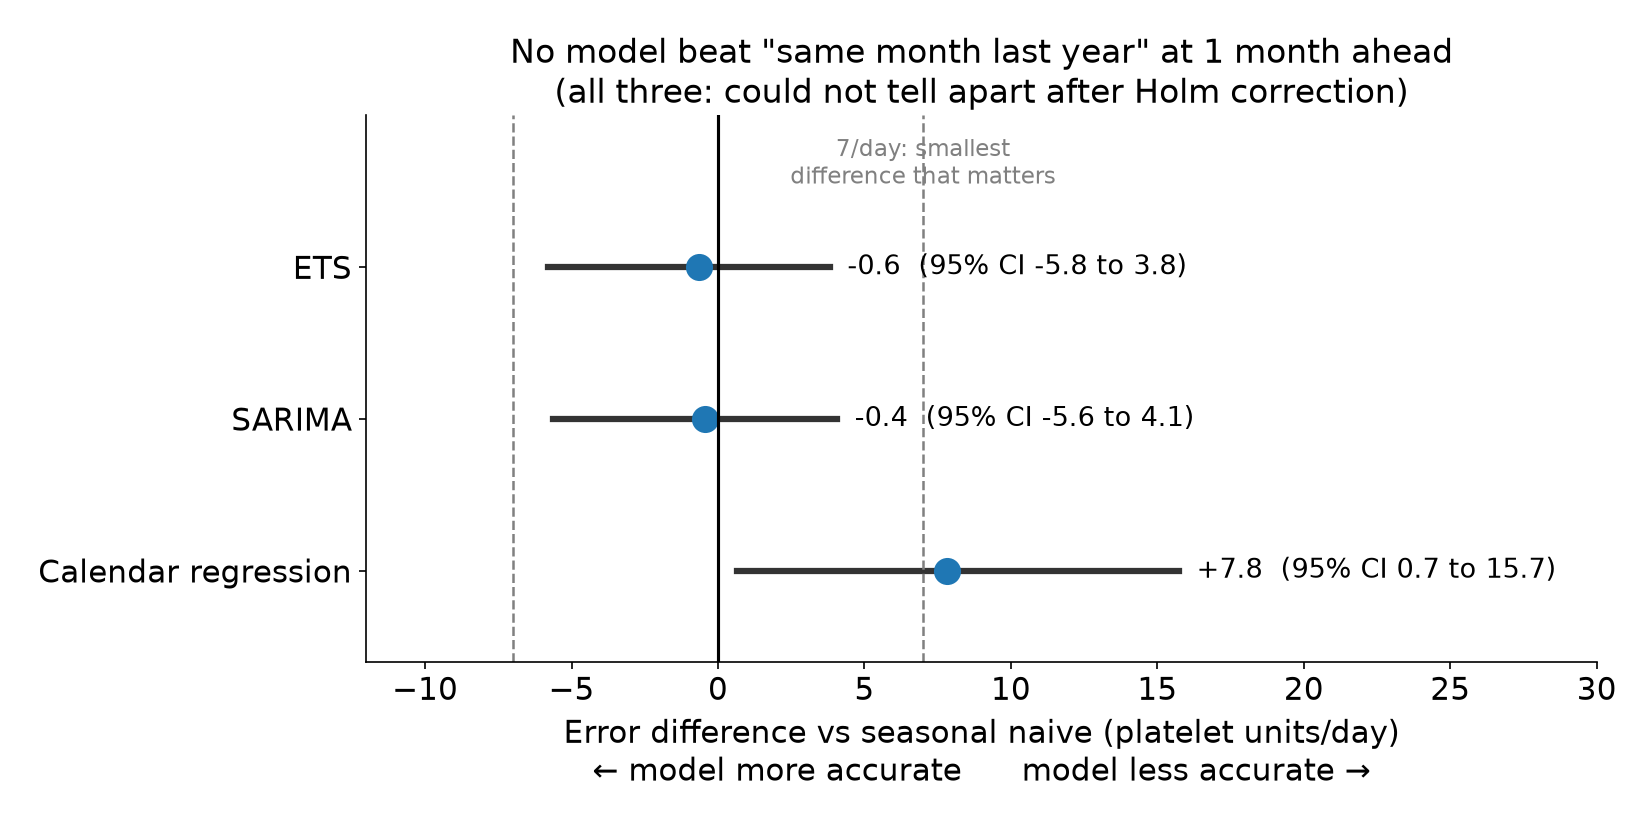 No model beat "same month last year" at 1 month ahead
(all three: could not tell apart after Holm correction)
7/day: smallest
difference that matters
ETS
-0.6 (95% CI -5.8 to 3.8)
SARIMA
-0.4 (95% CI -5.6 to 4.1)
Calendar regression
+7.8 (95% CI 0.7 to 15.7)
−10 −5 0 5 10 15 20 25 30
Error difference vs seasonal naive (platelet units/day)
← model more accurate model less accurate →